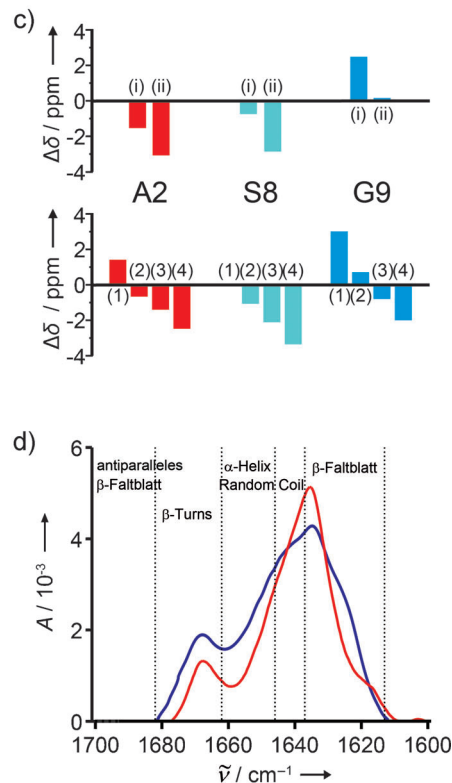 c)
4
2
0
-2
-4
Δδ / ppm
(i) (ii)
(i) (ii)
(i) (ii)
A2 S8 G9
4
2
0
-2
-4
Δδ / ppm
(2)(3)(4)
(1)
(1)(2)(3)(4)
(3)(4)
(1)(2)
d)
6
4
2
0
A / 10⁻³
antiparalleles
β-Faltblatt
β-Turns
α-Helix
Random Coil
β-Faltblatt
1700 1680 1660 1640 1620 1600
ṽ / cm⁻¹